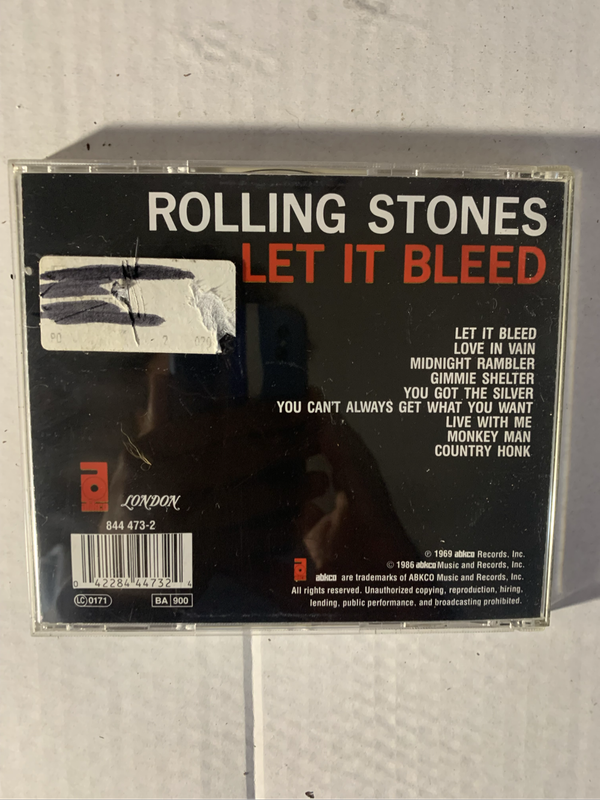 ROLLING STONES
LET IT BLEED
LET IT BLEED
LOVE IN VAIN
MIDNIGHT RAMBLER
GIMMIE SHELTER
YOU GOT THE SILVER
YOU CAN'T ALWAYS GET WHAT YOU WANT
LIVE WITH ME
MONKEY MAN
COUNTRY HONK
LONDON
844 473-2
0 42284 44732 4
LC 0171
BA 900
℗ 1969 abkco Records, Inc.
© 1986 abkco Music and Records, Inc.
abkco are trademarks of ABKCO Music and Records, Inc.
All rights reserved. Unauthorized copying, reproduction, hiring,
lending, public performance, and broadcasting prohibited.